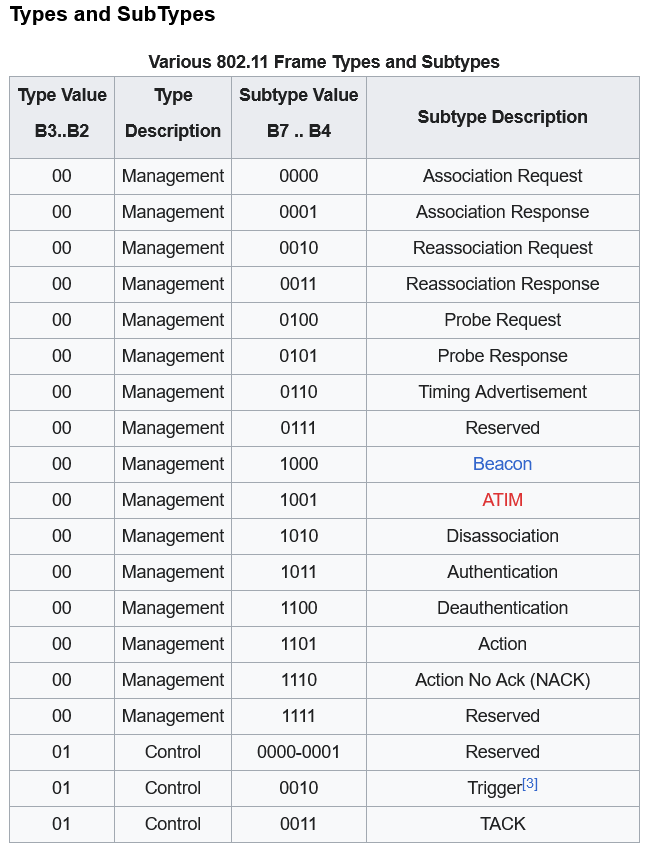 Types and SubTypes
Various 802.11 Frame Types and Subtypes
Type Value B3..B2 Type Description Subtype Value B7 .. B4 Subtype Description
00 Management 0000 Association Request
00 Management 0001 Association Response
00 Management 0010 Reassociation Request
00 Management 0011 Reassociation Response
00 Management 0100 Probe Request
00 Management 0101 Probe Response
00 Management 0110 Timing Advertisement
00 Management 0111 Reserved
00 Management 1000 Beacon
00 Management 1001 ATIM
00 Management 1010 Disassociation
00 Management 1011 Authentication
00 Management 1100 Deauthentication
00 Management 1101 Action
00 Management 1110 Action No Ack (NACK)
00 Management 1111 Reserved
01 Control 0000-0001 Reserved
01 Control 0010 Trigger[3]
01 Control 0011 TACK